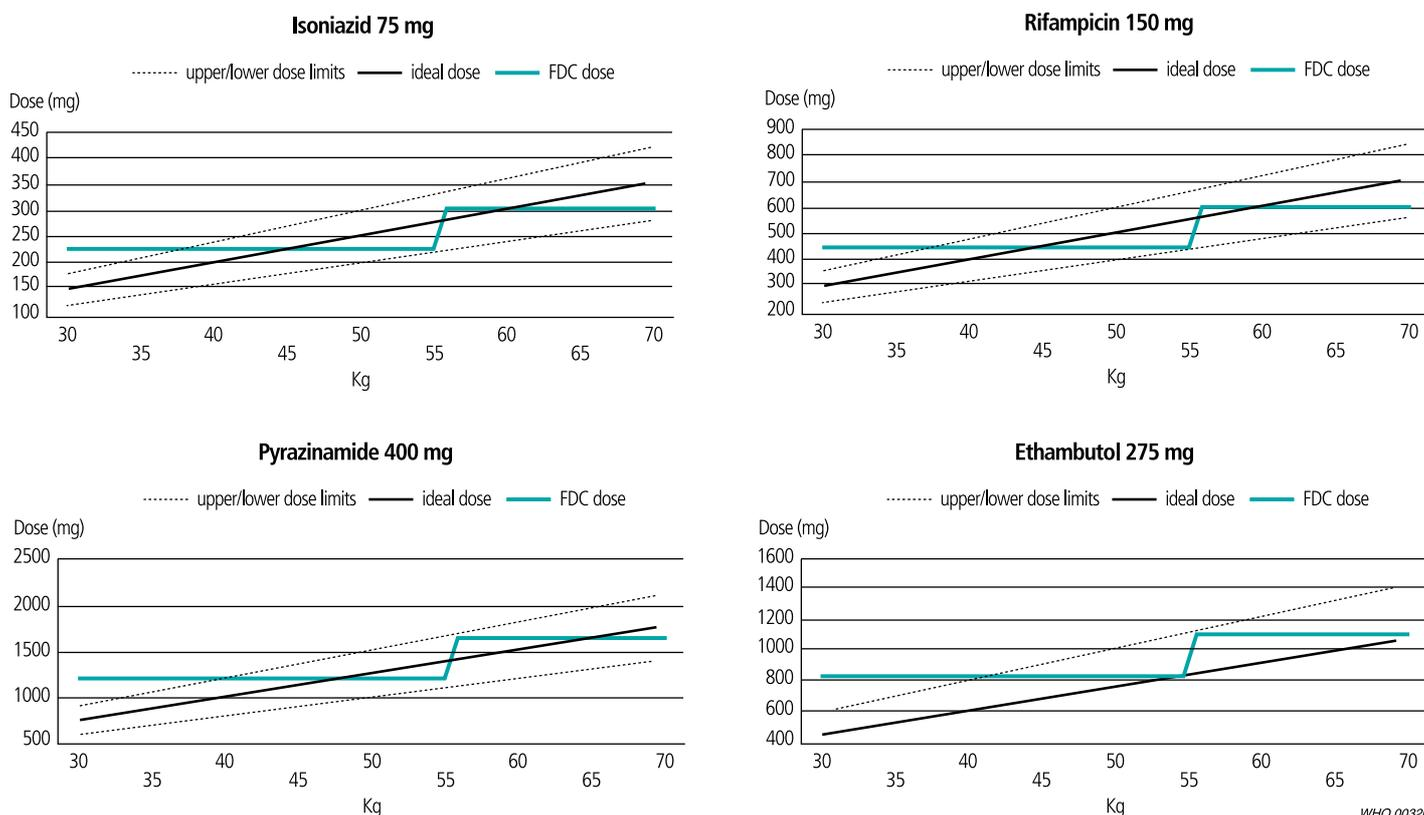 Isoniazid 75 mg
upper/lower dose limits ideal dose FDC dose
Dose (mg)
450
400
350
300
250
200
150
100
30 40 50 60 70
35 45 55 65
Kg
Rifampicin 150 mg
upper/lower dose limits ideal dose FDC dose
Dose (mg)
900
800
700
600
500
400
300
200
30 40 50 60 70
35 45 55 65
Kg
Pyrazinamide 400 mg
upper/lower dose limits ideal dose FDC dose
Dose (mg)
2500
2000
1500
1000
500
30 40 50 60 70
35 45 55 65
Kg
Ethambutol 275 mg
upper/lower dose limits ideal dose FDC dose
Dose (mg)
1600
1400
1200
1000
800
600
400
30 40 50 60 70
35 45 55 65
Kg
WHO